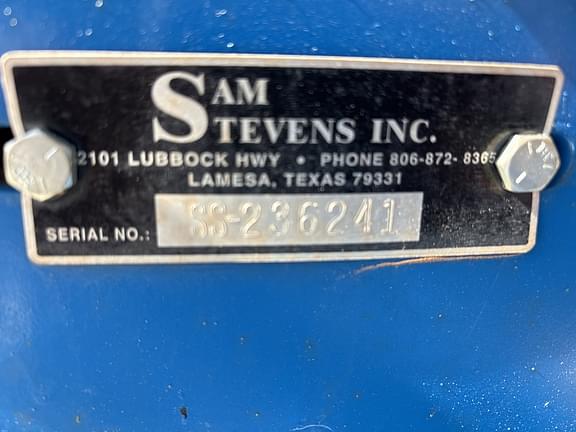 SAM
STEVENS INC.
2101 LUBBOCK HWY • PHONE 806-872-8365
LAMESA, TEXAS 79331
SERIAL NO.: SS-236241